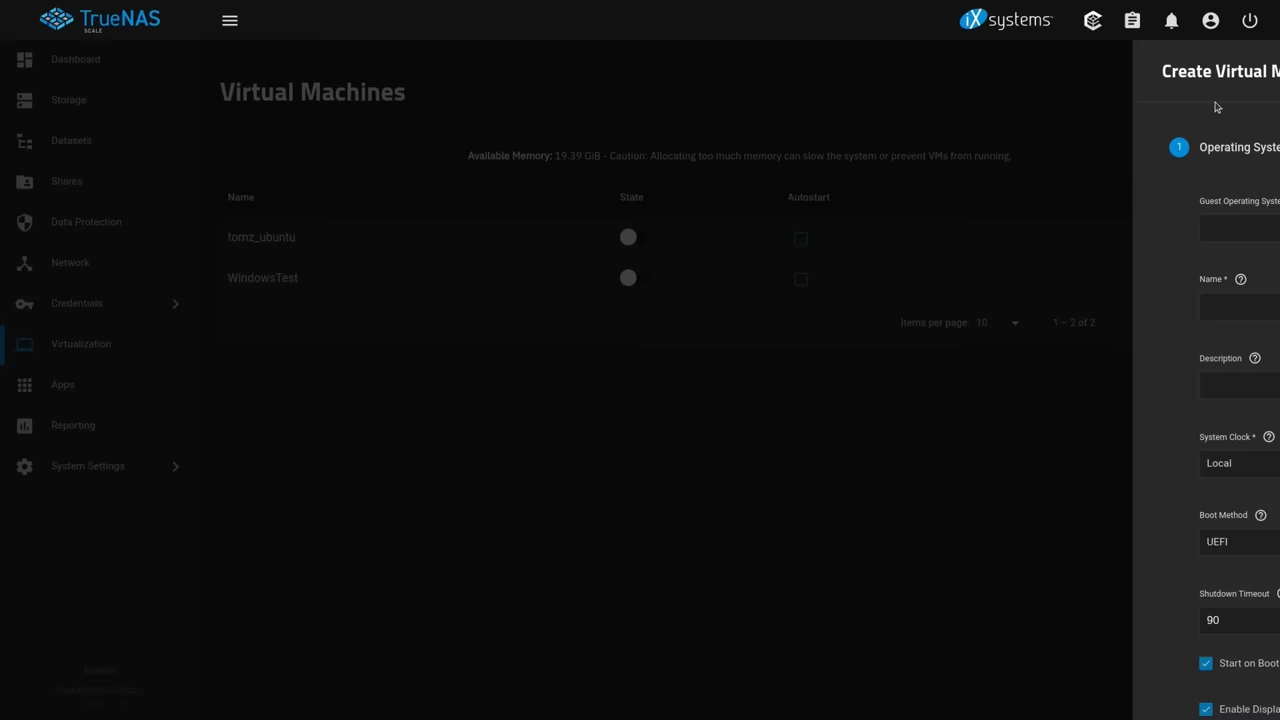 TrueNAS
SCALE
iX systems
Dashboard
Storage
Datasets
Shares
Data Protection
Network
Credentials
Virtualization
Apps
Reporting
System Settings
Virtual Machines
Available Memory: 19.39 GiB - Caution: Allocating too much memory can slow the system or prevent VMs from running.
Name State Autostart
tomz_ubuntu
WindowsTest
Items per page: 10 1 – 2 of 2
Create Virtual M
1 Operating Syste
Guest Operating Syste
Name *
Description
System Clock *
Local
Boot Method
UEFI
Shutdown Timeout
90
Start on Boot
Enable Displa